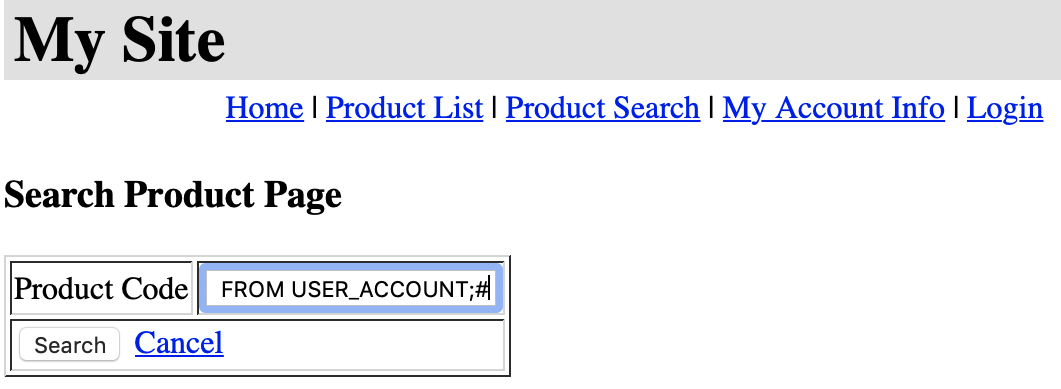 My Site
Home | Product List | Product Search | My Account Info | Login
Search Product Page
Product Code FROM USER_ACCOUNT;#
Search Cancel